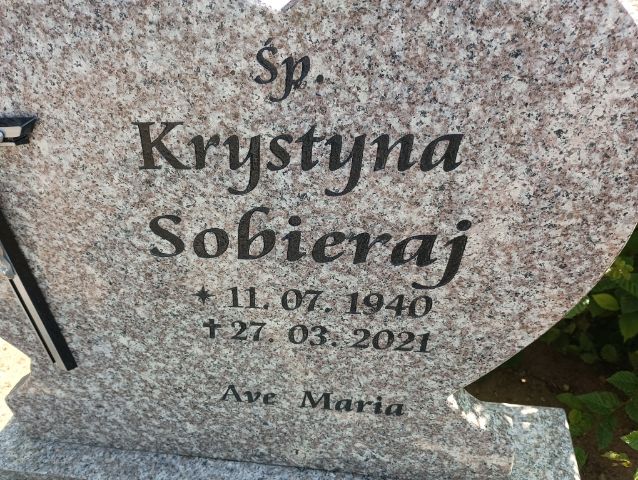 Śp.
Krystyna
Sobieraj
* 11. 07. 1940
✝ 27. 03. 2021
Ave Maria